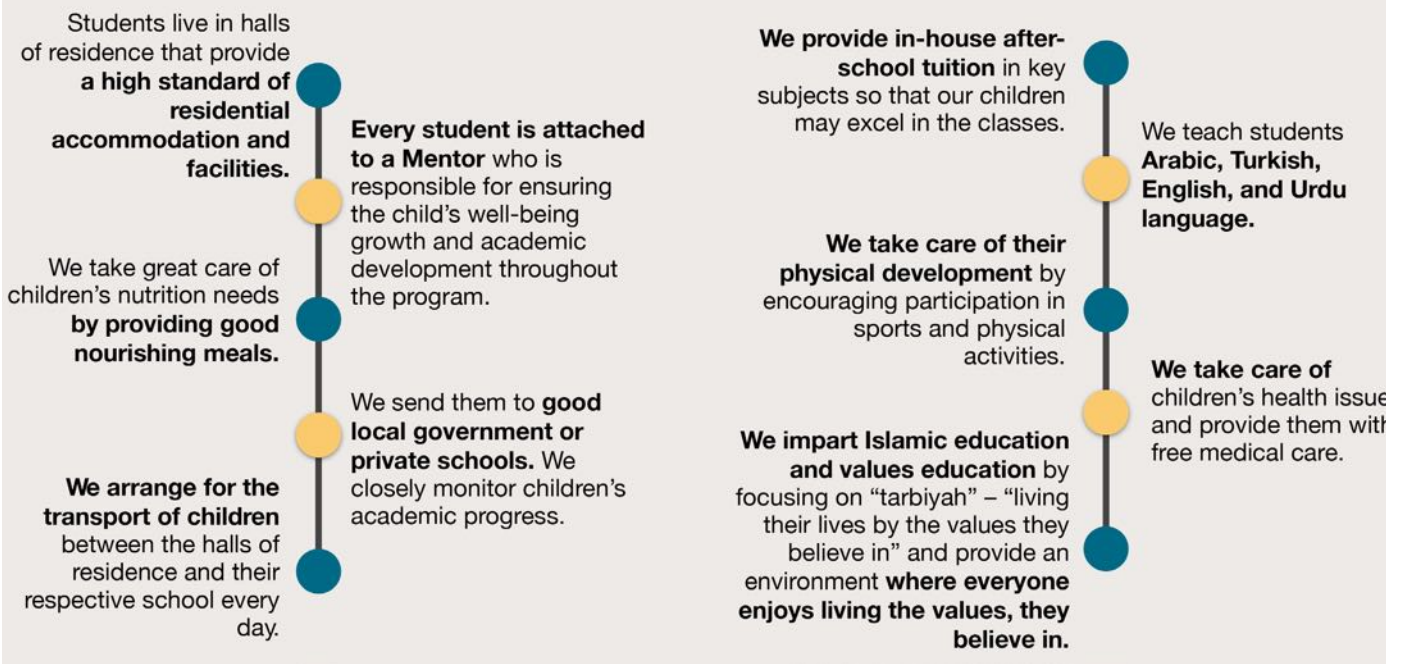 Students live in halls
of residence that provide
a high standard of
residential
accommodation and
facilities.
Every student is attached
to a Mentor who is
responsible for ensuring
the child’s well-being
growth and academic
development throughout
the program.
We take great care of
children’s nutrition needs
by providing good
nourishing meals.
We send them to good
local government or
private schools. We
closely monitor children’s
academic progress.
We arrange for the
transport of children
between the halls of
residence and their
respective school every
day.
We provide in-house after-
school tuition in key
subjects so that our children
may excel in the classes.
We teach students
Arabic, Turkish,
English, and Urdu
language.
We take care of their
physical development by
encouraging participation in
sports and physical
activities.
We take care of
children’s health issue
and provide them with
free medical care.
We impart Islamic education
and values education by
focusing on “tarbiyah” – “living
their lives by the values they
believe in” and provide an
environment where everyone
enjoys living the values, they
believe in.